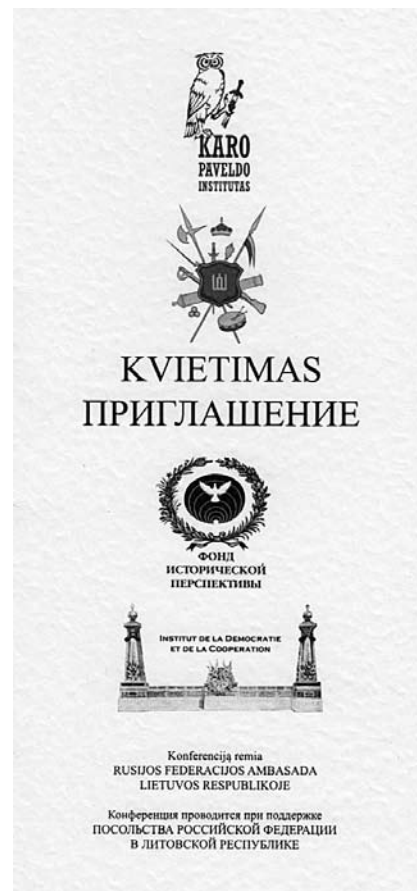 KARO
PAVELDO
INSTITUTAS
KVIETIMAS
ПРИГЛАШЕНИЕ
ФОНД
ИСТОРИЧЕСКОЙ
ПЕРСПЕКТИВЫ
INSTITUT DE LA DEMOCRATIE
ET DE LA COOPERATION
Konferenciją remia
RUSIJOS FEDERACIJOS AMBASADA
LIETUVOS RESPUBLIKOJE
Конференция проводится при поддержке
ПОСОЛЬСТВА РОССИЙСКОЙ ФЕДЕРАЦИИ
В ЛИТОВСКОЙ РЕСПУБЛИКЕ